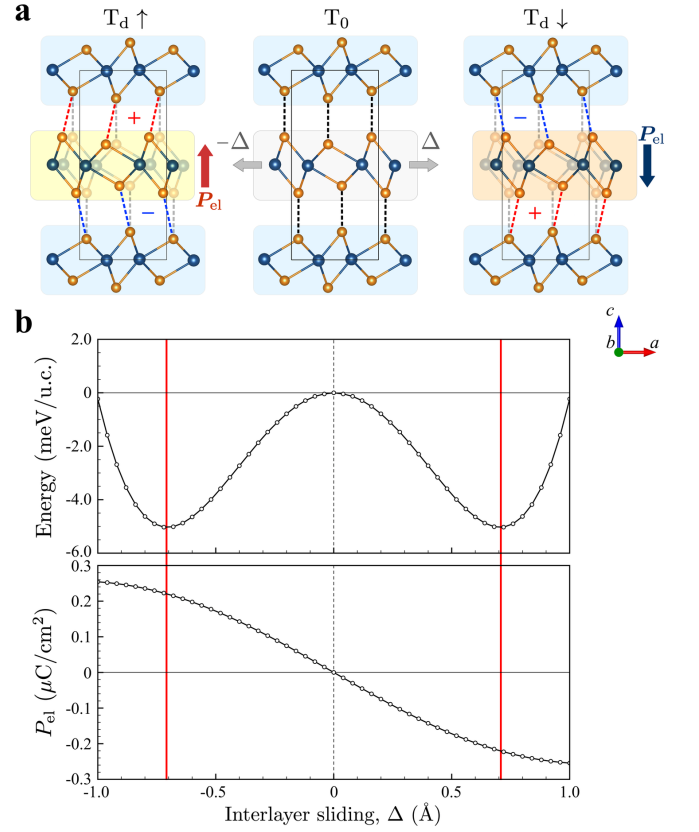 a
T_d ↑ T_0 T_d ↓
+ −
−Δ Δ P_el
P_el
− +
b
c
b a
Energy (meV/u.c.)
2.0
0
-2.0
-4.0
-6.0
P_el (μC/cm²)
0.3
0.2
0.1
0
-0.1
-0.2
-0.3
-1.0 -0.5 0 0.5 1.0
Interlayer sliding, Δ (Å)